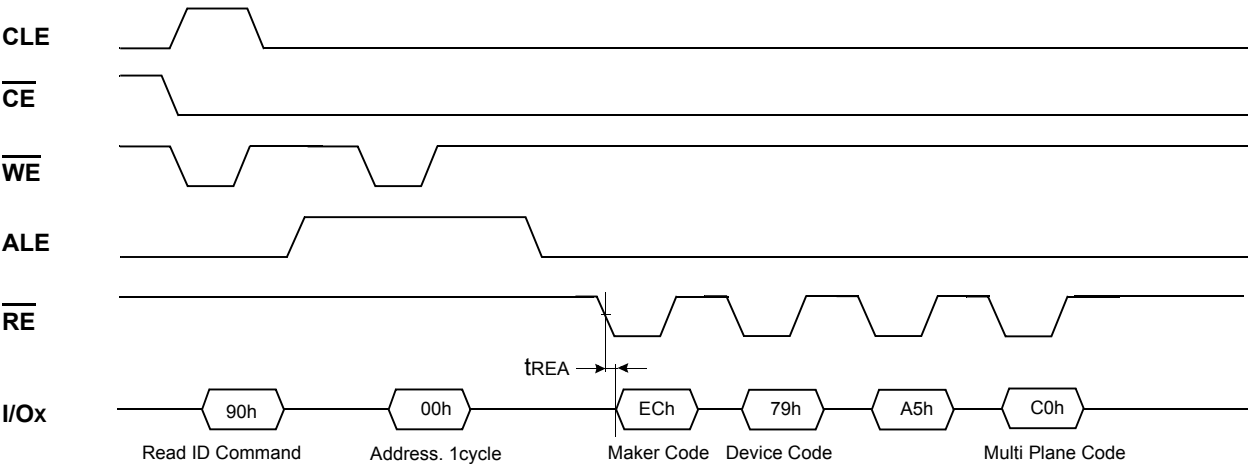 CLE
CE
WE
ALE
RE
tREA
I/Ox
90h 00h ECh 79h A5h C0h
Read ID Command Address. 1cycle Maker Code Device Code Multi Plane Code